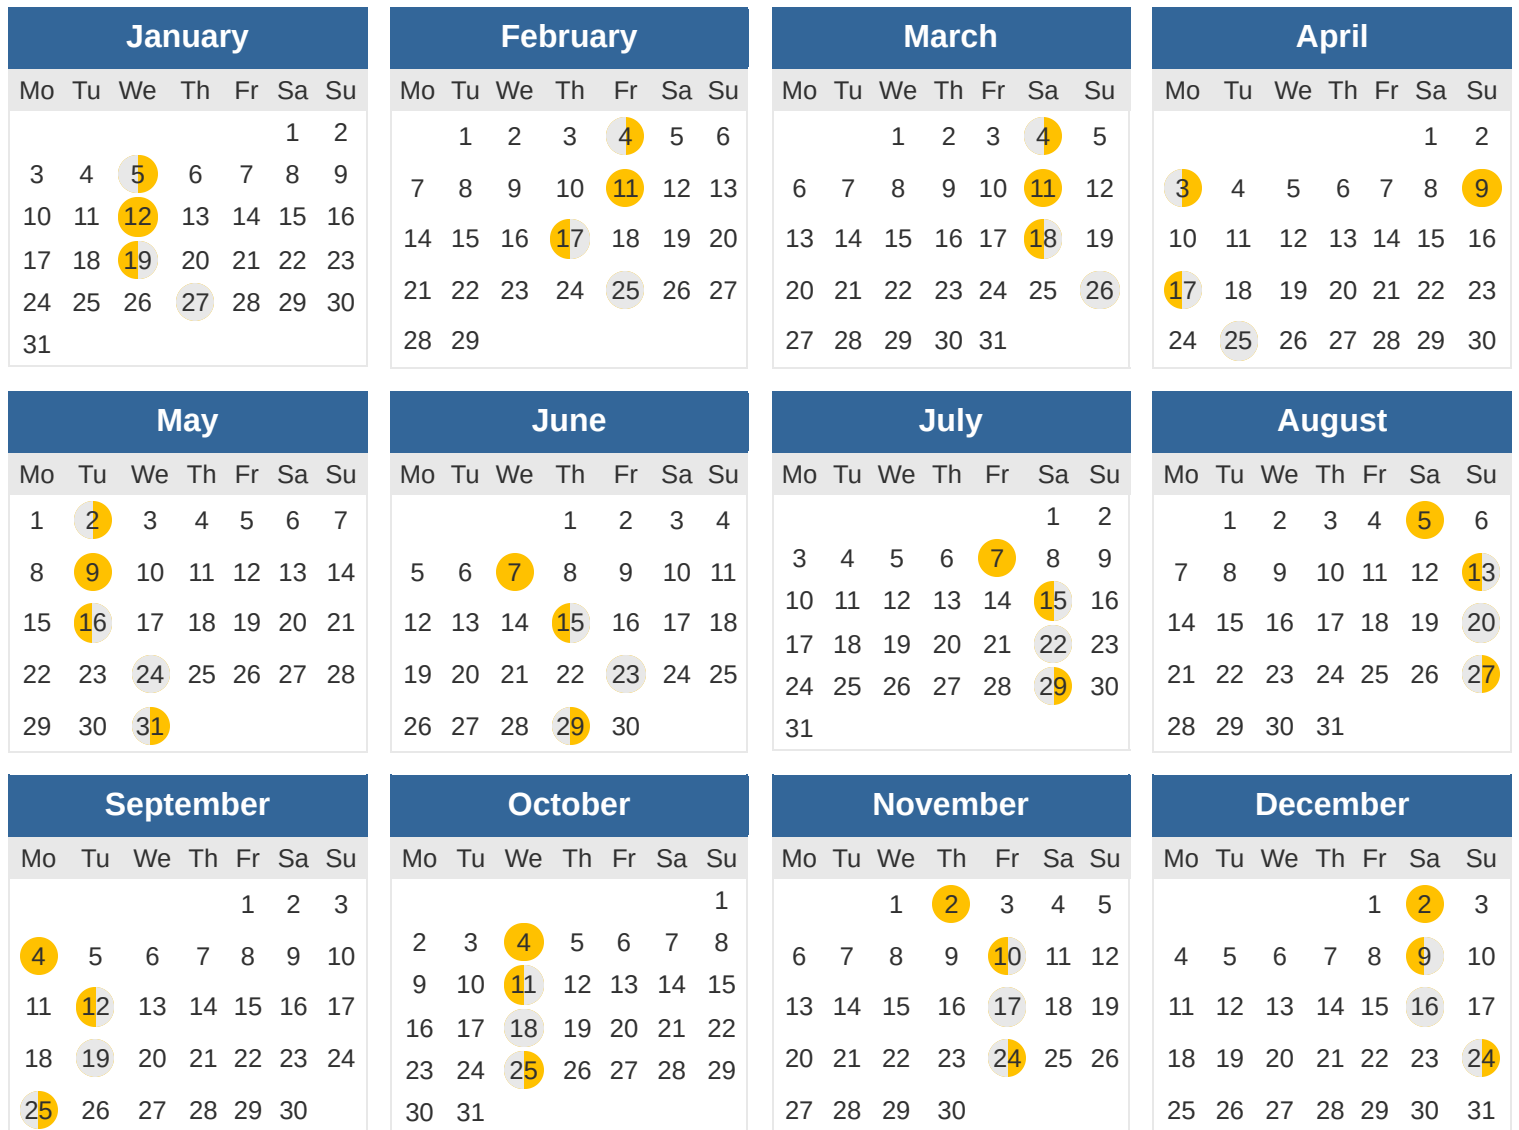 January February March April
Mo Tu We Th Fr Sa Su Mo Tu We Th Fr Sa Su Mo Tu We Th Fr Sa Su Mo Tu We Th Fr Sa Su
1 2 1 2 3 4 5 6 1 2 3 4 5 1 2
3 4 5 6 7 8 9 7 8 9 10 11 12 13 6 7 8 9 10 11 12 3 4 5 6 7 8 9
10 11 12 13 14 15 16 14 15 16 17 18 19 20 13 14 15 16 17 18 19 10 11 12 13 14 15 16
17 18 19 20 21 22 23 21 22 23 24 25 26 27 20 21 22 23 24 25 26 17 18 19 20 21 22 23
24 25 26 27 28 29 30 28 29 27 28 29 30 31 24 25 26 27 28 29 30
31
May June July August
Mo Tu We Th Fr Sa Su Mo Tu We Th Fr Sa Su Mo Tu We Th Fr Sa Su Mo Tu We Th Fr Sa Su
1 2 3 4 5 6 7 1 2 3 4 1 2 1 2 3 4 5 6
8 9 10 11 12 13 14 5 6 7 8 9 10 11 3 4 5 6 7 8 9 7 8 9 10 11 12 13
15 16 17 18 19 20 21 12 13 14 15 16 17 18 10 11 12 13 14 15 16 14 15 16 17 18 19 20
22 23 24 25 26 27 28 19 20 21 22 23 24 25 17 18 19 20 21 22 23 21 22 23 24 25 26 27
29 30 31 26 27 28 29 30 24 25 26 27 28 29 30 28 29 30 31
31
September October November December
Mo Tu We Th Fr Sa Su Mo Tu We Th Fr Sa Su Mo Tu We Th Fr Sa Su Mo Tu We Th Fr Sa Su
1 2 3 1 1 2 3 4 5 1 2 3
4 5 6 7 8 9 10 2 3 4 5 6 7 8 6 7 8 9 10 11 12 4 5 6 7 8 9 10
11 12 13 14 15 16 17 9 10 11 12 13 14 15 13 14 15 16 17 18 19 11 12 13 14 15 16 17
18 19 20 21 22 23 24 16 17 18 19 20 21 22 20 21 22 23 24 25 26 18 19 20 21 22 23 24
25 26 27 28 29 30 23 24 25 26 27 28 29 27 28 29 30 25 26 27 28 29 30 31
30 31